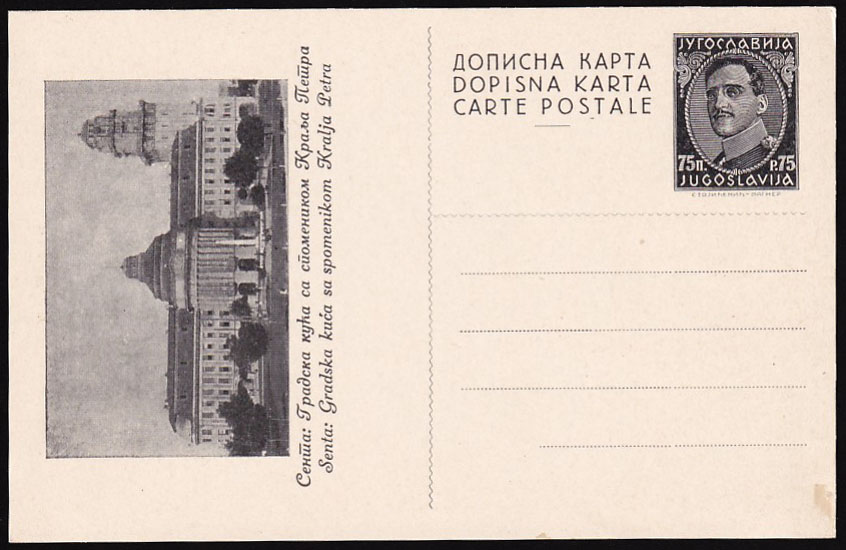 Сента: Градска кућа са спомеником Краља Петра
Senta: Gradska kuća sa spomenikom Kralja Petra
ДОПИСНА КАРТА
DOPISNA KARTA
CARTE POSTALE
ЈУГОСЛАВИЈА
75П. P.75
JUGOSLAVIJA